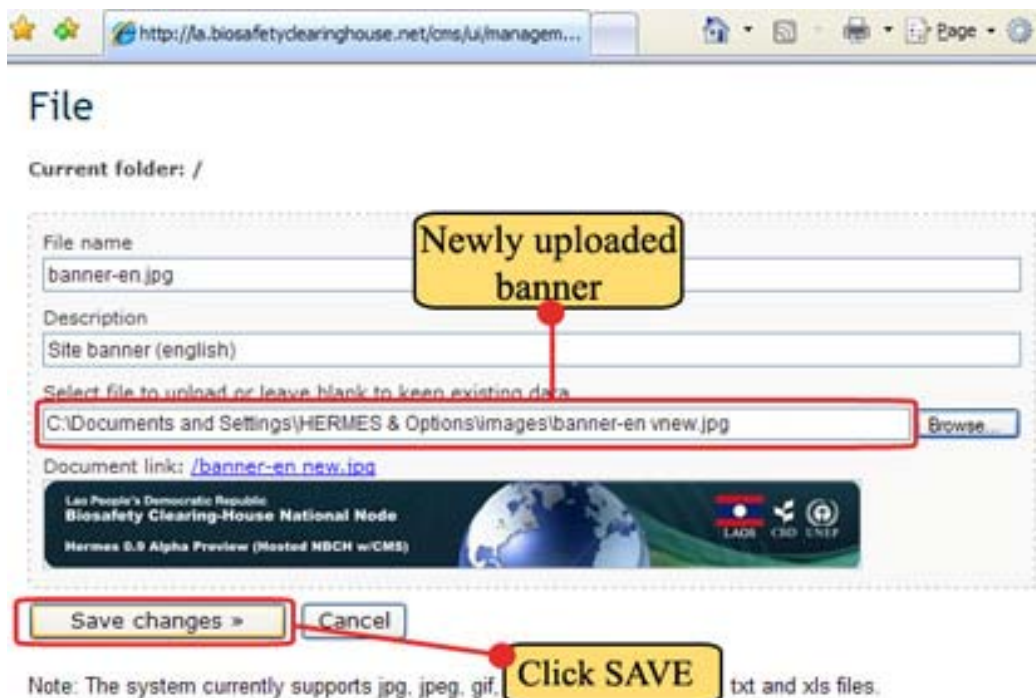 http://la.biosafetyclearinghouse.net/cms/ui/managem...
Page
File
Current folder: /
File name
banner-en.jpg
Newly uploaded
banner
Description
Site banner (english)
Select file to upload or leave blank to keep existing data
C:\Documents and Settings\HERMES & Options\images\banner-en vnew.jpg
Browse...
Document link: /banner-en new.jpg
Lao People's Democratic Republic
Biosafety Clearing-House National Node
Hermes 0.9 Alpha Preview (Hosted NBCH w/CMS)
LAOS CBD UNEP
Save changes »
Cancel
Click SAVE
Note: The system currently supports jpg, jpeg, gif, txt and xls files.